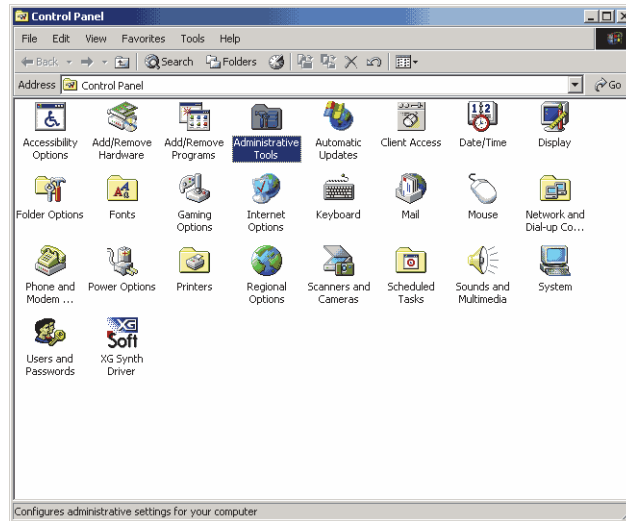 Control Panel
File Edit View Favorites Tools Help
Back Search Folders
Address Control Panel Go
Accessibility Options
Add/Remove Hardware
Add/Remove Programs
Administrative Tools
Automatic Updates
Client Access
Date/Time
Display
Folder Options
Fonts
Gaming Options
Internet Options
Keyboard
Mail
Mouse
Network and Dial-up Co...
Phone and Modem ...
Power Options
Printers
Regional Options
Scanners and Cameras
Scheduled Tasks
Sounds and Multimedia
System
Users and Passwords
XG Soft
XG Synth Driver
Configures administrative settings for your computer